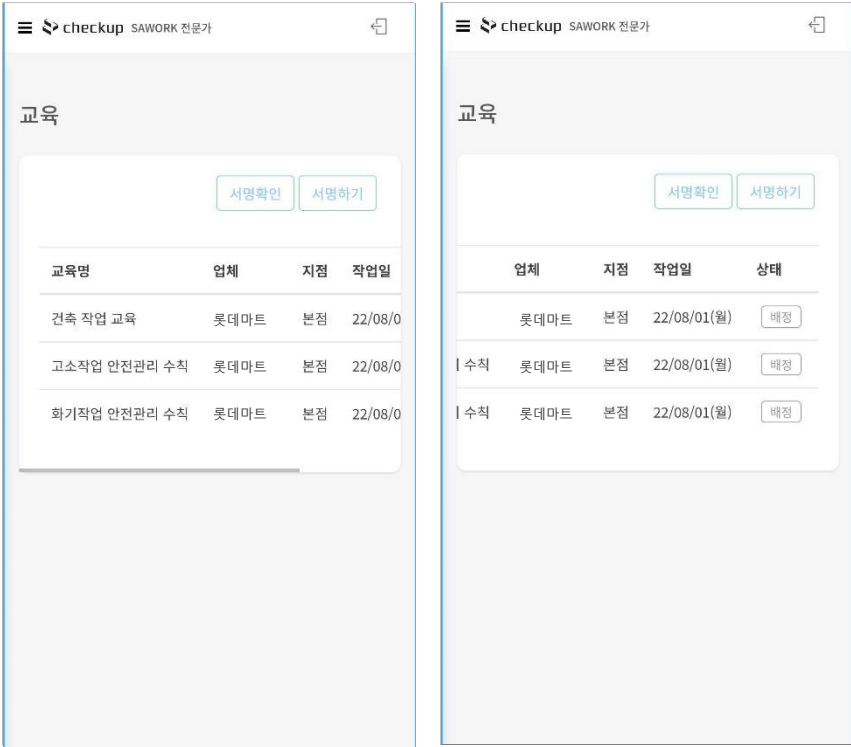 checkup SAWORK 전문가
교육
서명확인 서명하기
교육명 업체 지점 작업일
건축 작업 교육 롯데마트 본점 22/08/0
고소작업 안전관리 수칙 롯데마트 본점 22/08/0
화기작업 안전관리 수칙 롯데마트 본점 22/08/0
checkup SAWORK 전문가
교육
서명확인 서명하기
업체 지점 작업일 상태
롯데마트 본점 22/08/01(월) 배정
수칙 롯데마트 본점 22/08/01(월) 배정
수칙 롯데마트 본점 22/08/01(월) 배정